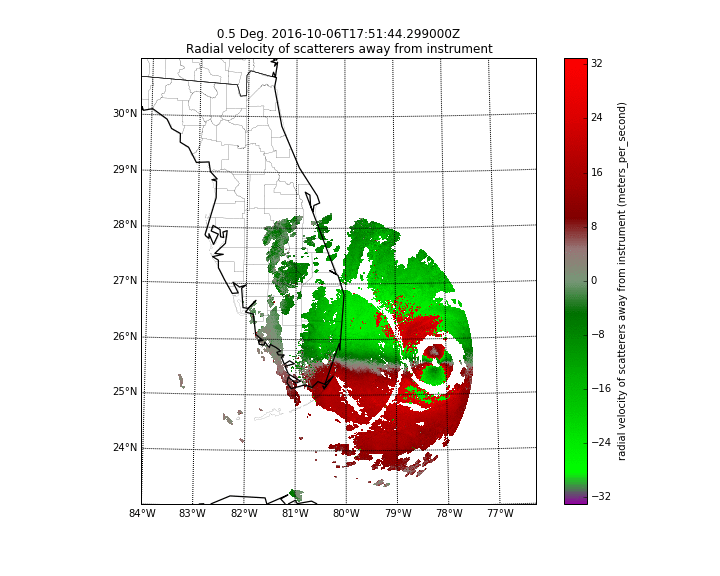 0.5 Deg. 2016-10-06T17:51:44.299000Z
Radial velocity of scatterers away from instrument
30°N
29°N
28°N
27°N
26°N
25°N
24°N
84°W 83°W 82°W 81°W 80°W 79°W 78°W 77°W
32
24
16
8
0
−8
−16
−24
−32
radial velocity of scatterers away from instrument (meters_per_second)